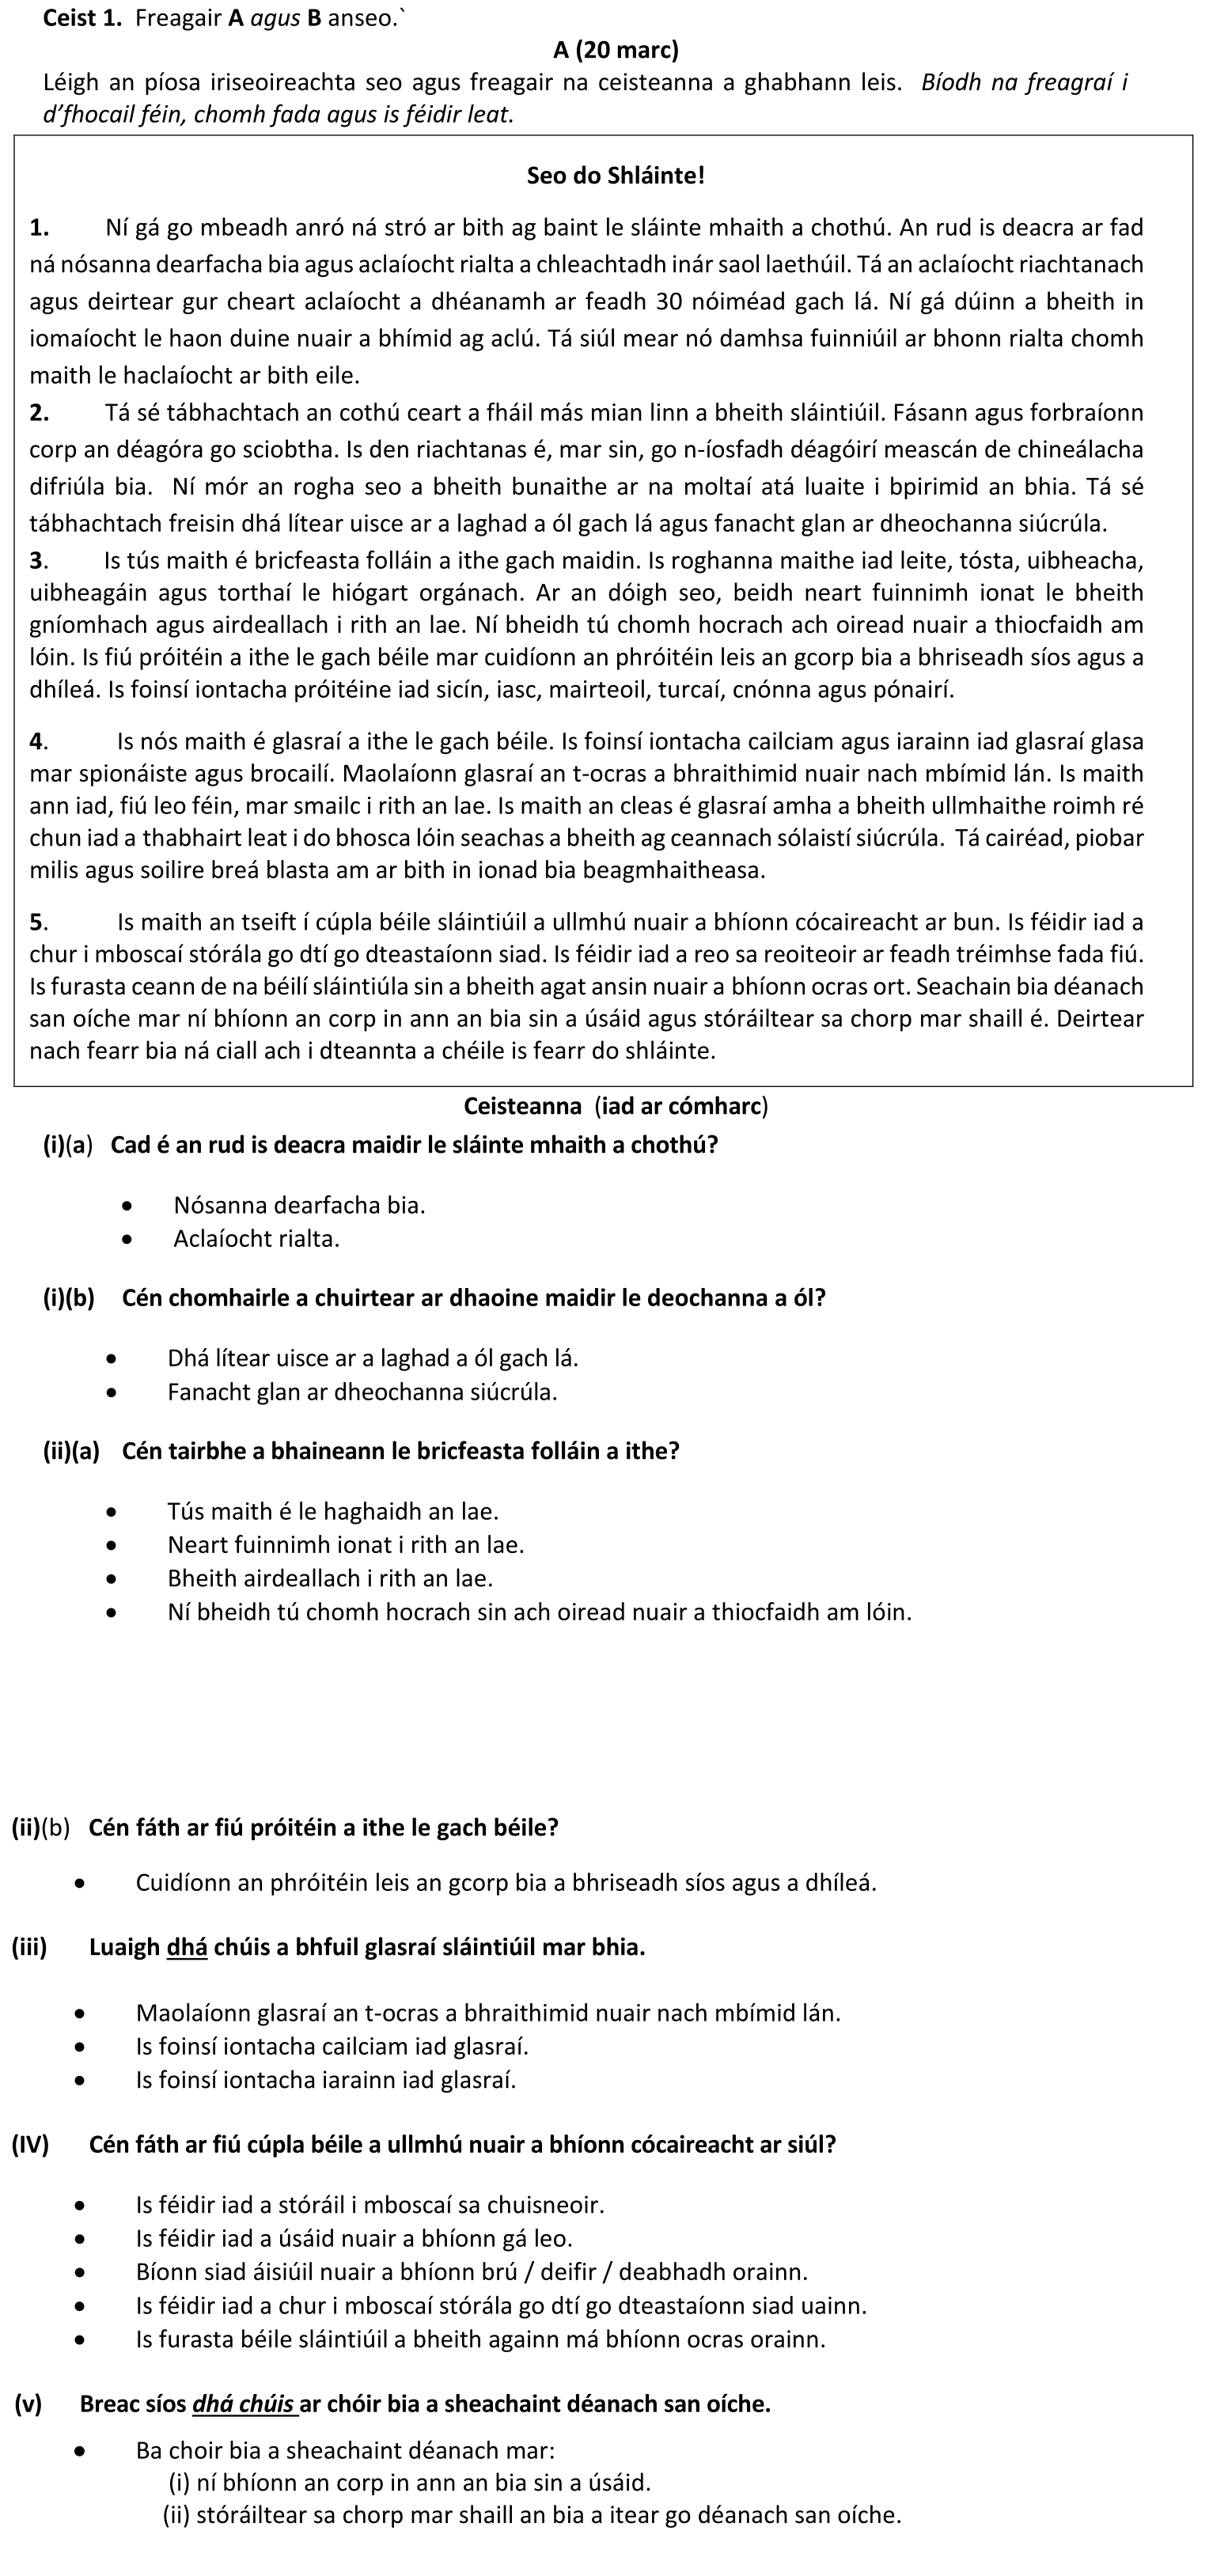 Ceist 1. Freagair A agus B anseo.`
A (20 marc)
Léigh an píosa iriseoireachta seo agus freagair na ceisteanna a ghabhann leis. Bíodh na freagraí i
d’fhocail féin, chomh fada agus is féidir leat.
Seo do Shláinte!
1. Ní gá go mbeadh anró ná stró ar bith ag baint le sláinte mhaith a chothú. An rud is deacra ar fad
ná nósanna dearfacha bia agus aclaíocht rialta a chleachtadh inár saol laethúil. Tá an aclaíocht riachtanach
agus deirtear gur cheart aclaíocht a dhéanamh ar feadh 30 nóiméad gach lá. Ní gá dúinn a bheith in
iomaíocht le haon duine nuair a bhímid ag aclú. Tá siúl mear nó damhsa fuinniúil ar bhonn rialta chomh
maith le haclaíocht ar bith eile.
2. Tá sé tábhachtach an cothú ceart a fháil más mian linn a bheith sláintiúil. Fásann agus forbraíonn
corp an déagóra go sciobtha. Is den riachtanas é, mar sin, go n-íosfadh déagóirí meascán de chineálacha
difriúla bia. Ní mór an rogha seo a bheith bunaithe ar na moltaí atá luaite i bpirimid an bhia. Tá sé
tábhachtach freisin dhá lítear uisce ar a laghad a ól gach lá agus fanacht glan ar dheochanna siúcrúla.
3. Is tús maith é bricfeasta folláin a ithe gach maidin. Is roghanna maithe iad leite, tósta, uibheacha,
uibheagáin agus torthaí le hiógart orgánach. Ar an dóigh seo, beidh neart fuinnimh ionat le bheith
gníomhach agus airdeallach i rith an lae. Ní bheidh tú chomh hocrach ach oiread nuair a thiocfaidh am
lóin. Is fiú próitéin a ithe le gach béile mar cuidíonn an phróitéin leis an gcorp bia a bhriseadh síos agus a
dhíleá. Is foinsí iontacha próitéine iad sicín, iasc, mairteoil, turcaí, cnónna agus pónairí.
4. Is nós maith é glasraí a ithe le gach béile. Is foinsí iontacha cailciam agus iarainn iad glasraí glasa
mar spionáiste agus brocailí. Maolaíonn glasraí an t-ocras a bhraithimid nuair nach mbímid lán. Is maith
ann iad, fiú leo féin, mar smailc i rith an lae. Is maith an cleas é glasraí amha a bheith ullmhaithe roimh ré
chun iad a thabhairt leat i do bhosca lóin seachas a bheith ag ceannach sólaistí siúcrúla. Tá cairéad, piobar
milis agus soilire breá blasta am ar bith in ionad bia beagmhaitheasa.
5. Is maith an tseift í cúpla béile sláintiúil a ullmhú nuair a bhíonn cócaireacht ar bun. Is féidir iad a
chur i mboscaí stórála go dtí go dteastaíonn siad. Is féidir iad a reo sa reoiteoir ar feadh tréimhse fada fiú.
Is furasta ceann de na béilí sláintiúla sin a bheith agat ansin nuair a bhíonn ocras ort. Seachain bia déanach
san oíche mar ní bhíonn an corp in ann an bia sin a úsáid agus stóráiltear sa chorp mar shaill é. Deirtear
nach fearr bia ná ciall ach i dteannta a chéile is fearr do shláinte.
Ceisteanna (iad ar cómharc)
(i)(a) Cad é an rud is deacra maidir le sláinte mhaith a chothú?
• Nósanna dearfacha bia.
• Aclaíocht rialta.
(i)(b) Cén chomhairle a chuirtear ar dhaoine maidir le deochanna a ól?
• Dhá lítear uisce ar a laghad a ól gach lá.
• Fanacht glan ar dheochanna siúcrúla.
(ii)(a) Cén tairbhe a bhaineann le bricfeasta folláin a ithe?
• Tús maith é le haghaidh an lae.
• Neart fuinnimh ionat i rith an lae.
• Bheith airdeallach i rith an lae.
• Ní bheidh tú chomh hocrach sin ach oiread nuair a thiocfaidh am lóin.
(ii)(b) Cén fáth ar fiú próitéin a ithe le gach béile?
• Cuidíonn an phróitéin leis an gcorp bia a bhriseadh síos agus a dhíleá.
(iii) Luaigh dhá chúis a bhfuil glasraí sláintiúil mar bhia.
• Maolaíonn glasraí an t-ocras a bhraithimid nuair nach mbímid lán.
• Is foinsí iontacha cailciam iad glasraí.
• Is foinsí iontacha iarainn iad glasraí.
(IV) Cén fáth ar fiú cúpla béile a ullmhú nuair a bhíonn cócaireacht ar siúl?
• Is féidir iad a stóráil i mboscaí sa chuisneoir.
• Is féidir iad a úsáid nuair a bhíonn gá leo.
• Bíonn siad áisiúil nuair a bhíonn brú / deifir / deabhadh orainn.
• Is féidir iad a chur i mboscaí stórála go dtí go dteastaíonn siad uainn.
• Is furasta béile sláintiúil a bheith againn má bhíonn ocras orainn.
(v) Breac síos dhá chúis ar chóir bia a sheachaint déanach san oíche.
• Ba choir bia a sheachaint déanach mar:
(i) ní bhíonn an corp in ann an bia sin a úsáid.
(ii) stóráiltear sa chorp mar shaill an bia a itear go déanach san oíche.